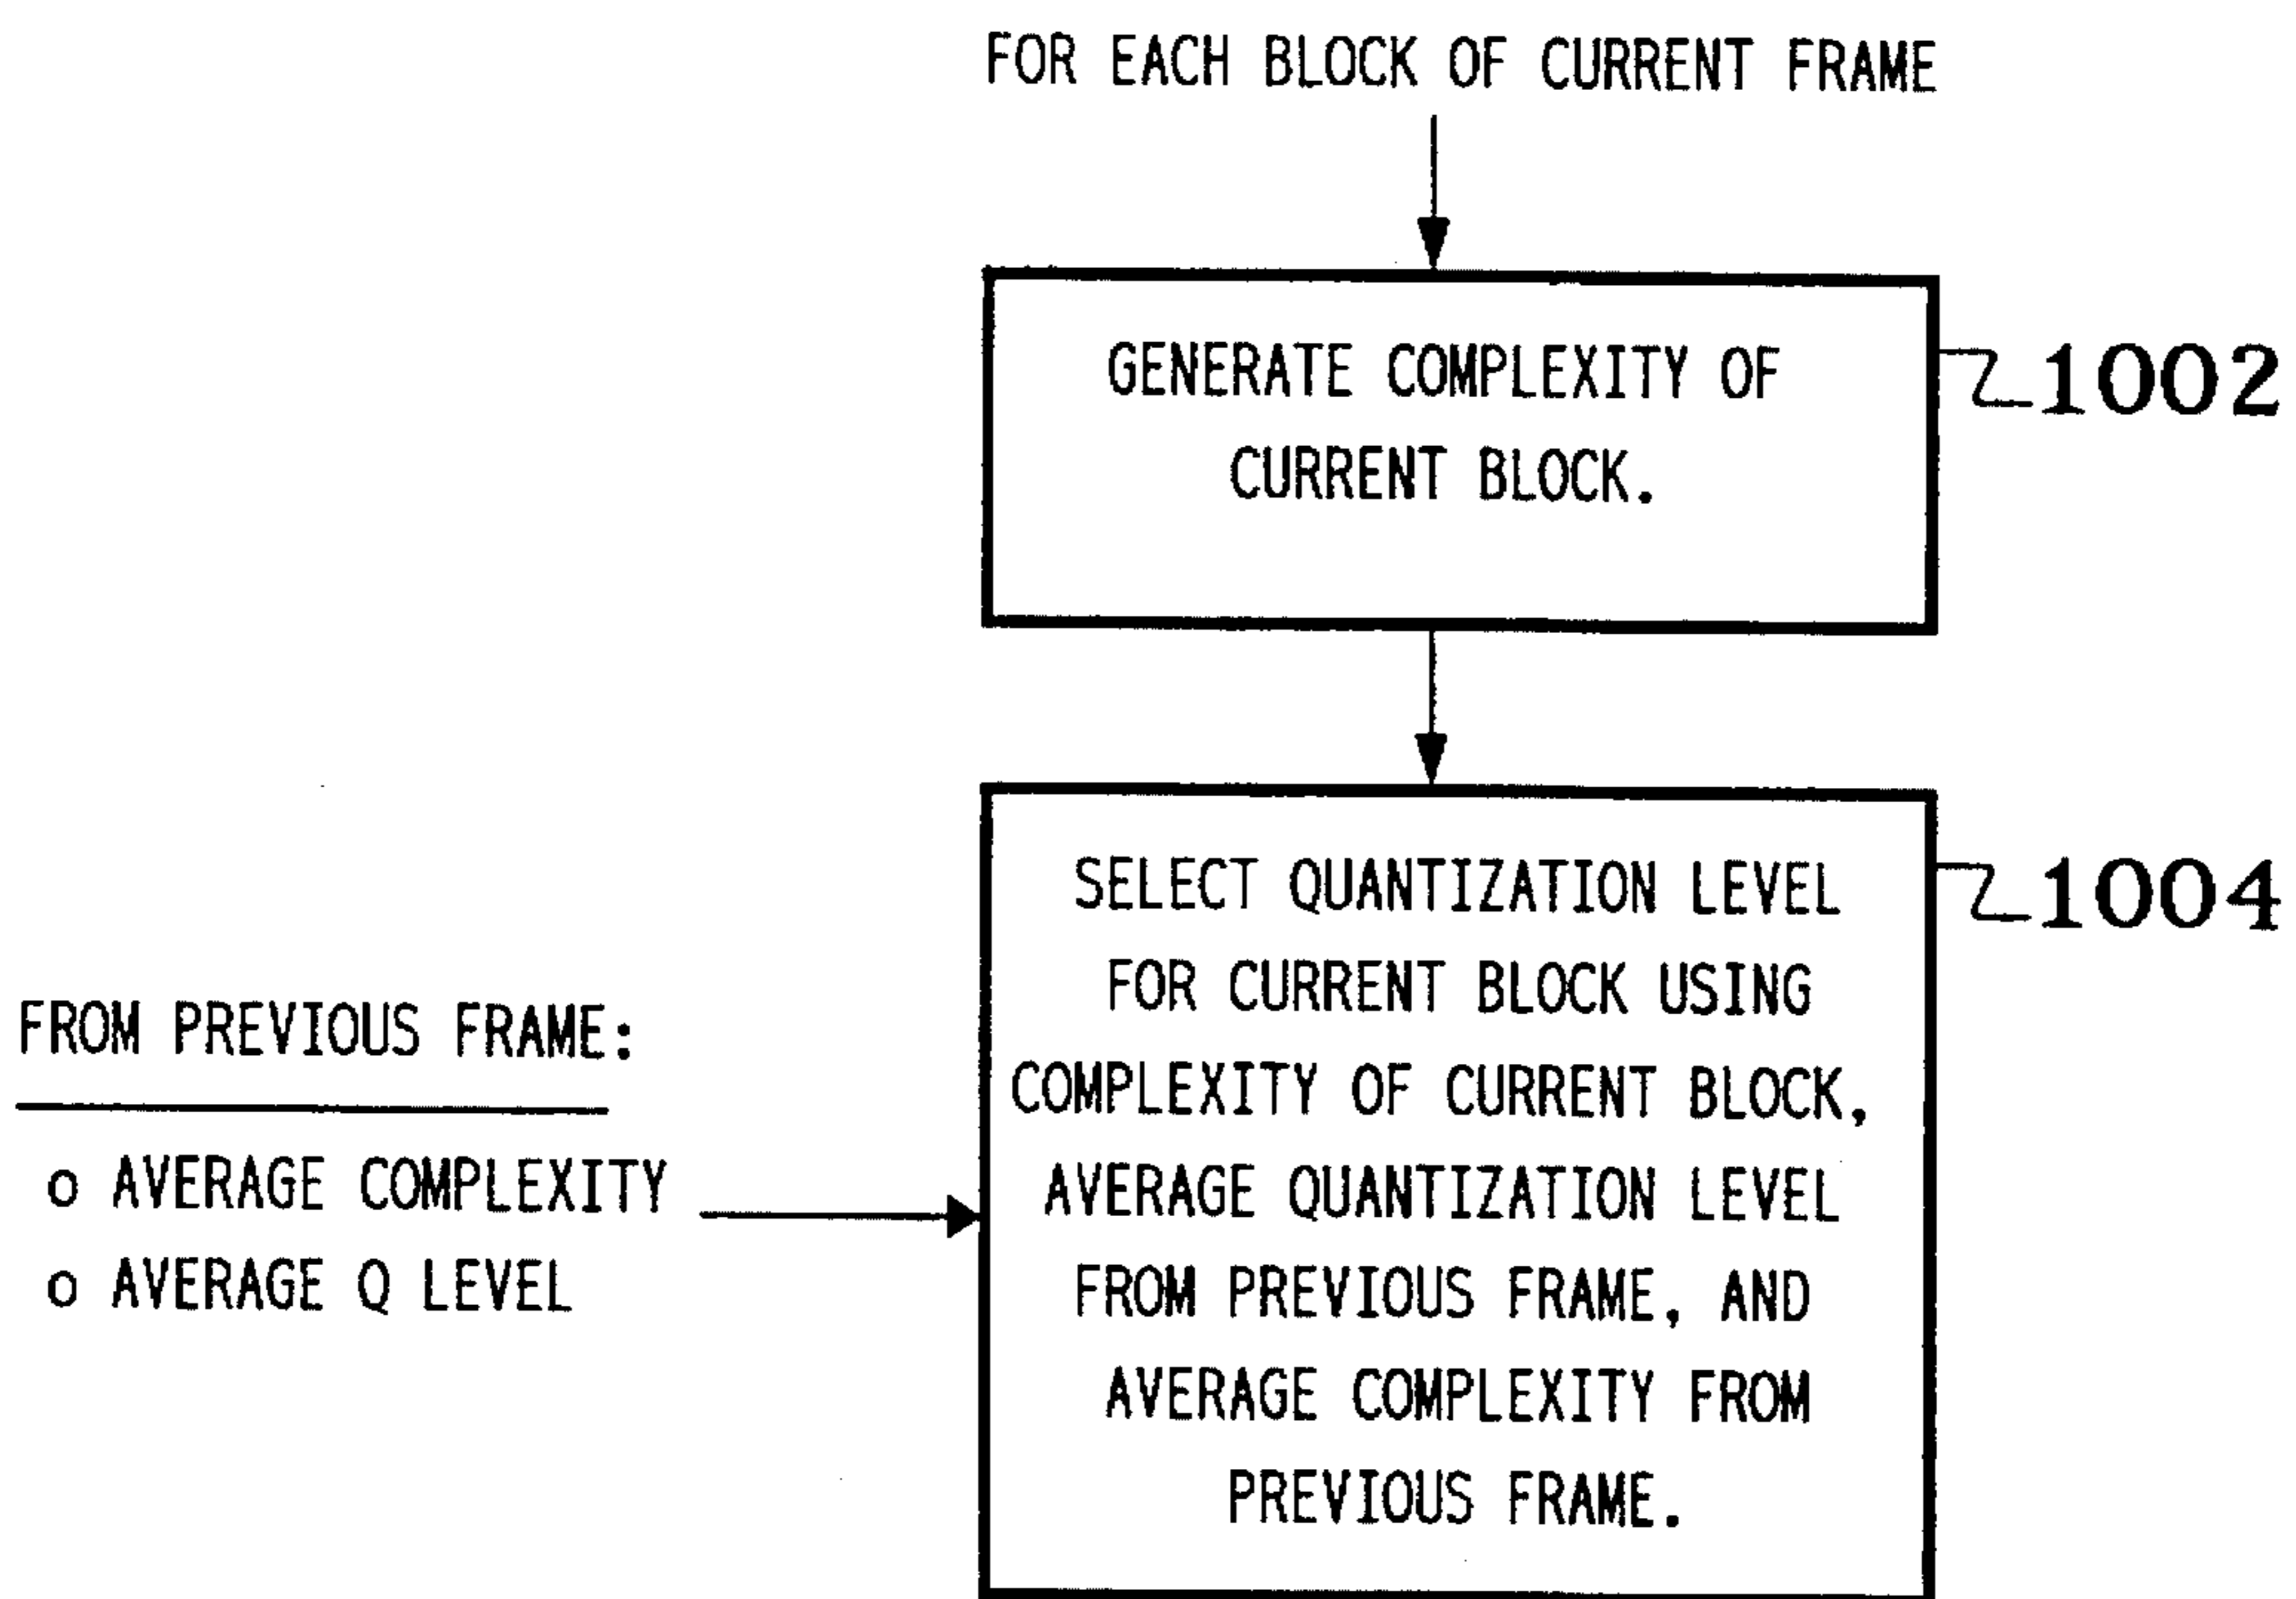 FOR EACH BLOCK OF CURRENT FRAME
GENERATE COMPLEXITY OF
CURRENT BLOCK.
1002
SELECT QUANTIZATION LEVEL
FOR CURRENT BLOCK USING
COMPLEXITY OF CURRENT BLOCK,
AVERAGE QUANTIZATION LEVEL
FROM PREVIOUS FRAME, AND
AVERAGE COMPLEXITY FROM
PREVIOUS FRAME.
1004
FROM PREVIOUS FRAME:
o AVERAGE COMPLEXITY
o AVERAGE Q LEVEL